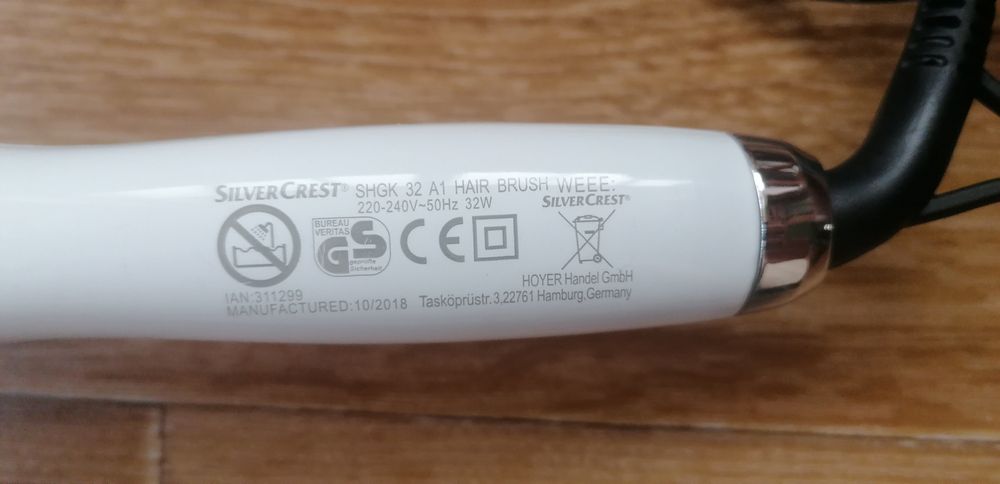 SILVERCREST® SHGK 32 A1 HAIR BRUSH WEEE:
220-240V~50Hz 32W SILVERCREST®
BUREAU
VERITAS
GS
geprüfte
Sicherheit
CE
HOYER Handel GmbH
IAN:311299
MANUFACTURED:10/2018 Tasköprüstr.3,22761 Hamburg,Germany